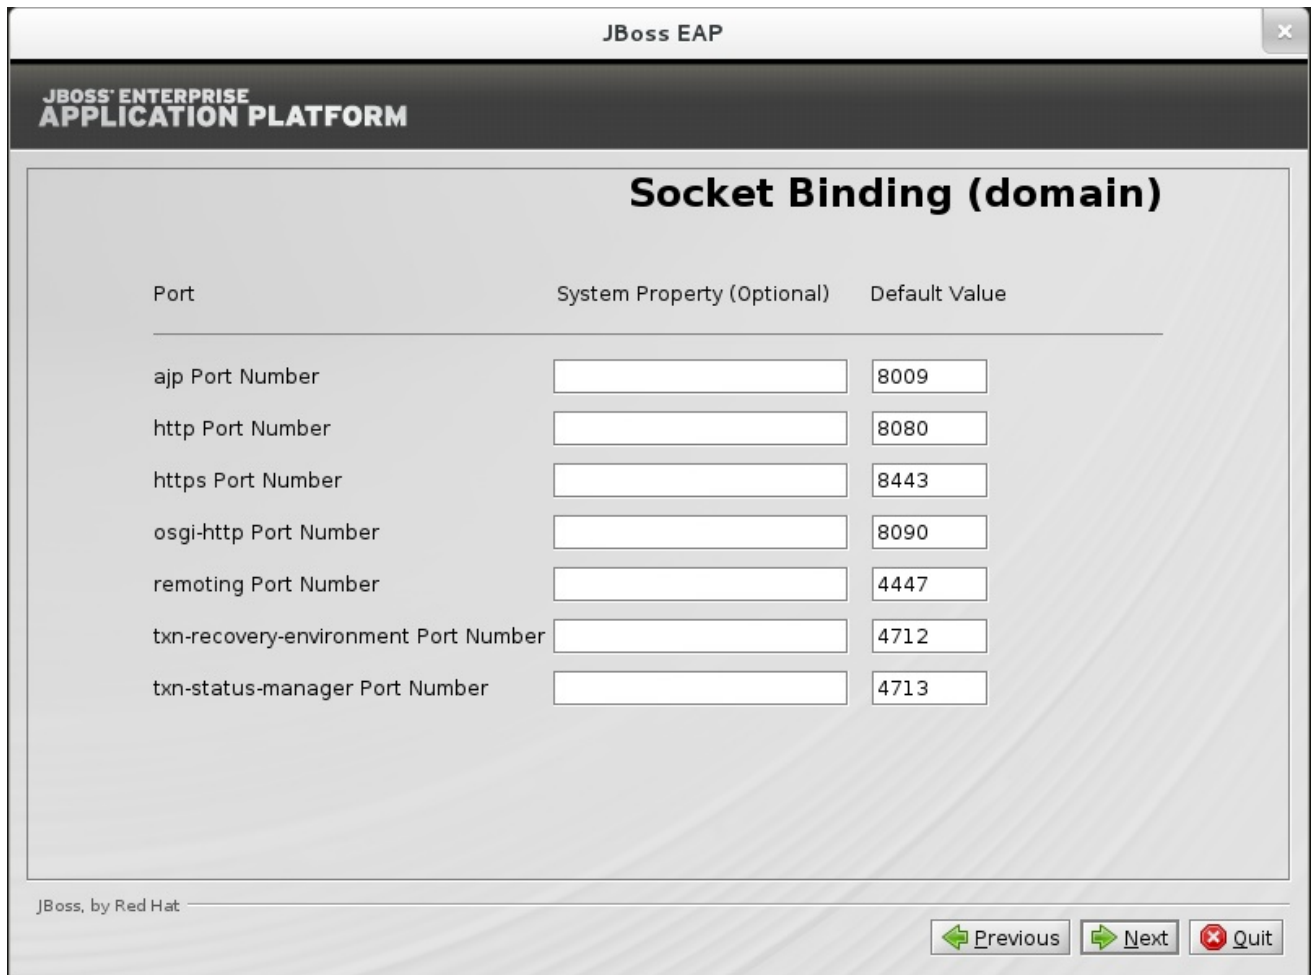 JBoss EAP
JBOSS® ENTERPRISE
APPLICATION PLATFORM
Socket Binding (domain)
Port System Property (Optional) Default Value
ajp Port Number 8009
http Port Number 8080
https Port Number 8443
osgi-http Port Number 8090
remoting Port Number 4447
txn-recovery-environment Port Number 4712
txn-status-manager Port Number 4713
JBoss, by Red Hat
Previous Next Quit